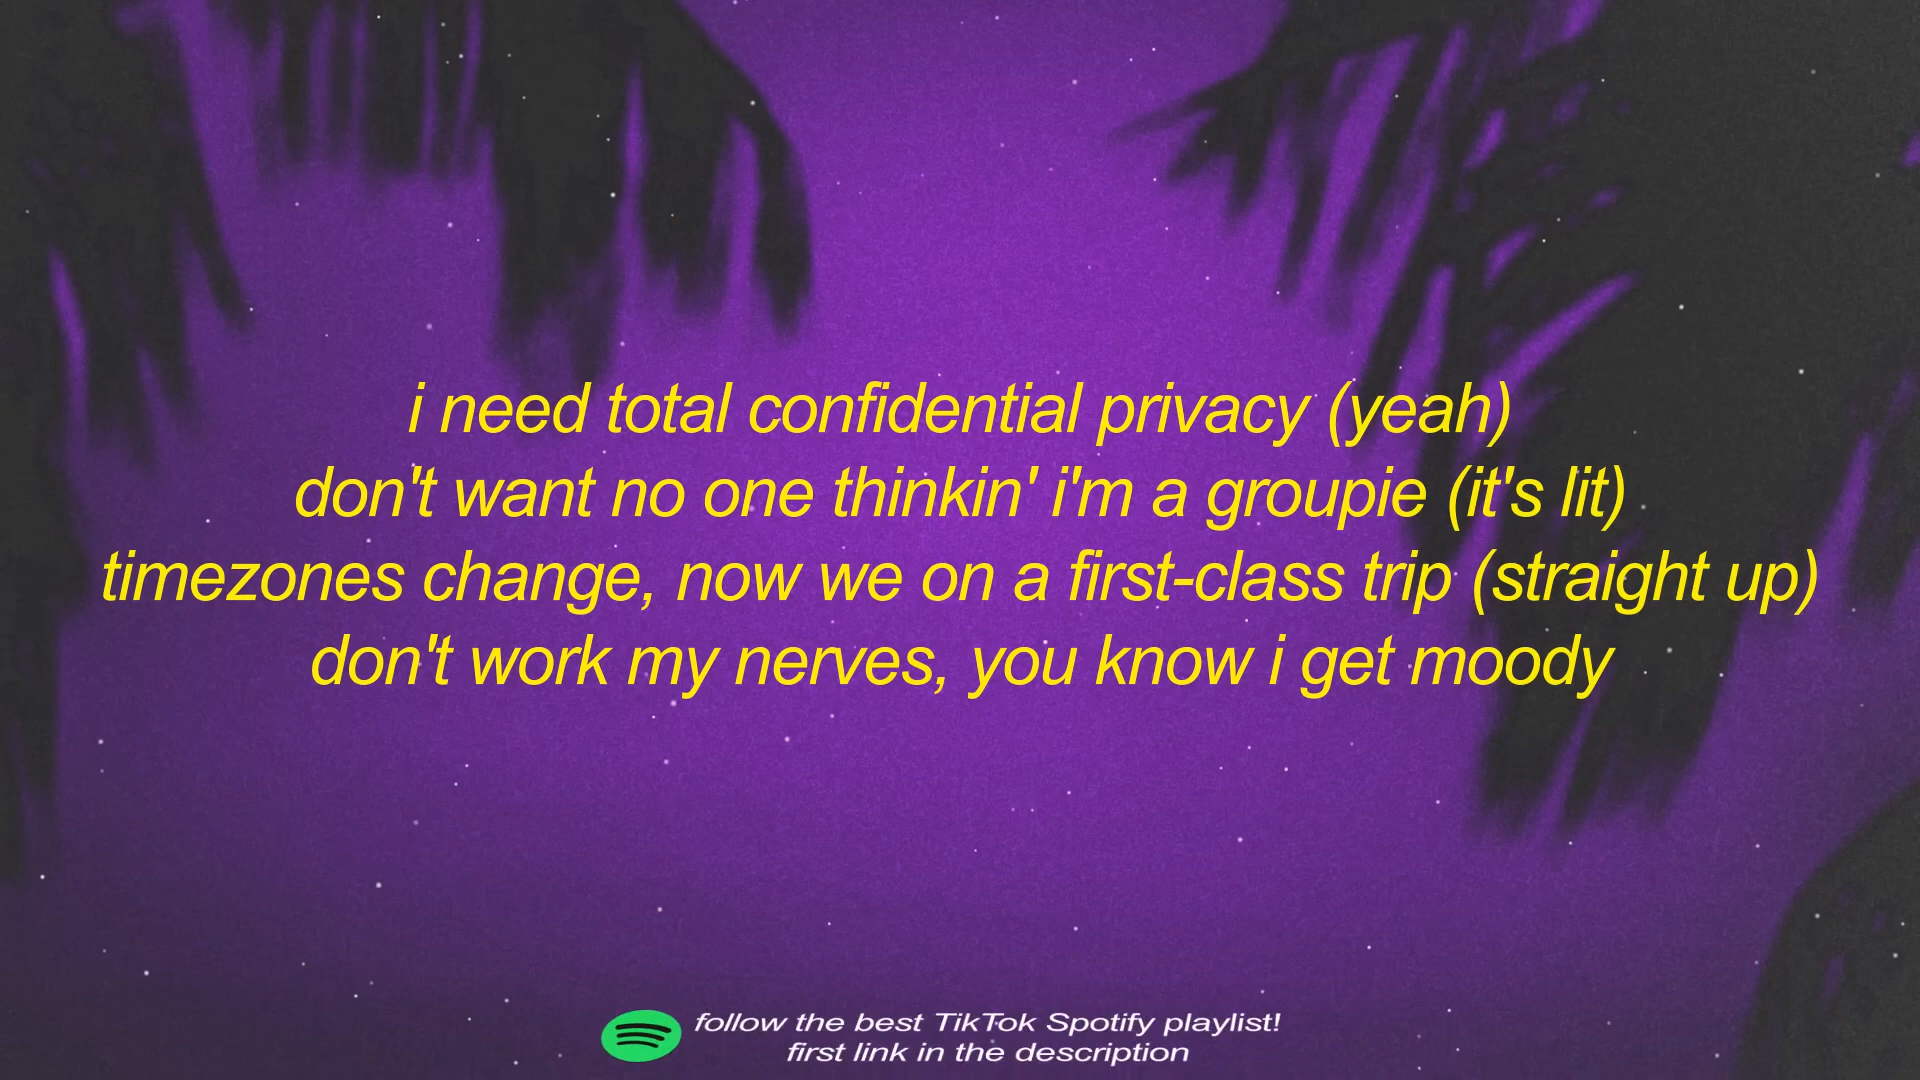 i need total confidential privacy (yeah)
don't want no one thinkin' i'm a groupie (it's lit)
timezones change, now we on a first-class trip (straight up)
don't work my nerves, you know i get moody
follow the best TikTok Spotify playlist!
first link in the description